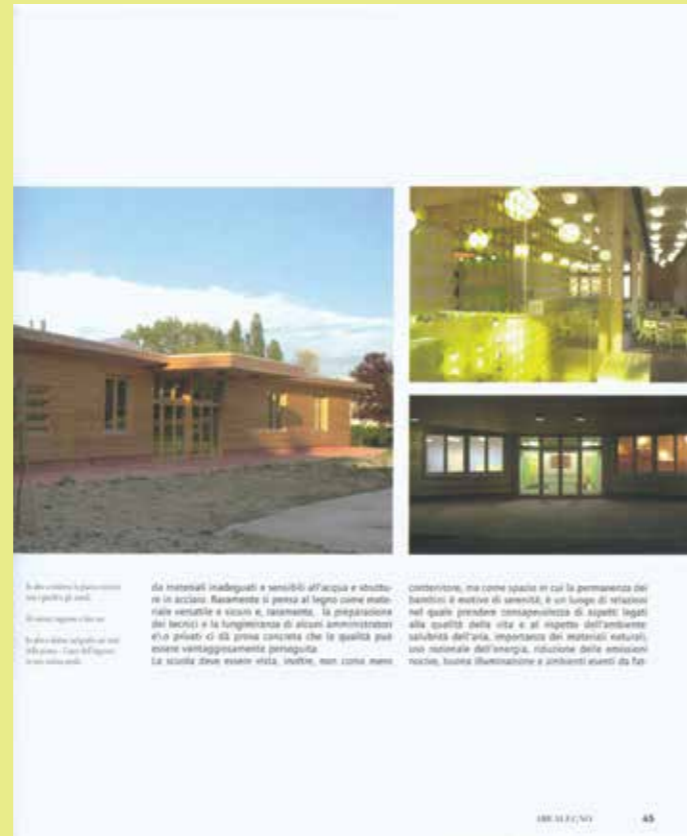 da materiali inadeguati e sensibili all'acqua e struttu-
re in acciaio. Raramente si pensa al legno come mate-
riale versatile e sicuro e, raramente, la preparazione
dei tecnici e la lungimiranza di alcuni amministratori
e\o privati ci dà prova concreta che la qualità può
essere vantaggiosamente perseguita.
La scuola deve essere vista, inoltre, non come mero
contenitore, ma come spazio in cui la permanenza dei
bambini è motivo di serenità; è un luogo di relazioni
nel quale prendere consapevolezza di aspetti legati
alla qualità della vita e al rispetto dell'ambiente
salubrità dell'aria, importanza dei materiali naturali,
uso razionale dell'energia, riduzione delle emissioni
nocive, buona illuminazione e ambienti esenti da fat-
45